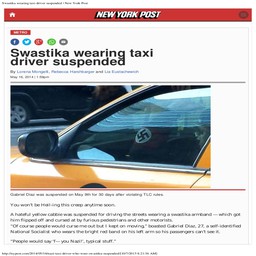 Swastika wearing taxi driver suspended | New York Post
NEW YORK POST
METRO
Swastika wearing taxi
driver suspended
By Lorena Mongelli, Rebecca Harshbarger and Lia Eustachewich
May 16, 2014 | 1:58pm
Gabriel Diaz was suspended on May 9th for 30 days after violating TLC rules.
You won't be Heil-ing this creep anytime soon.
A hateful yellow cabbie was suspended for driving the streets wearing a swastika armband — which got
him flipped off and cursed at by furious pedestrians and other motorists.
"Of course people would curse me out but I kept on moving," boasted Gabriel Diaz, 27, a self-identified
National Socialist who wears the bright red band on his left arm so his passengers can't see it.
"People would say 'F— you Nazi!', typical stuff."